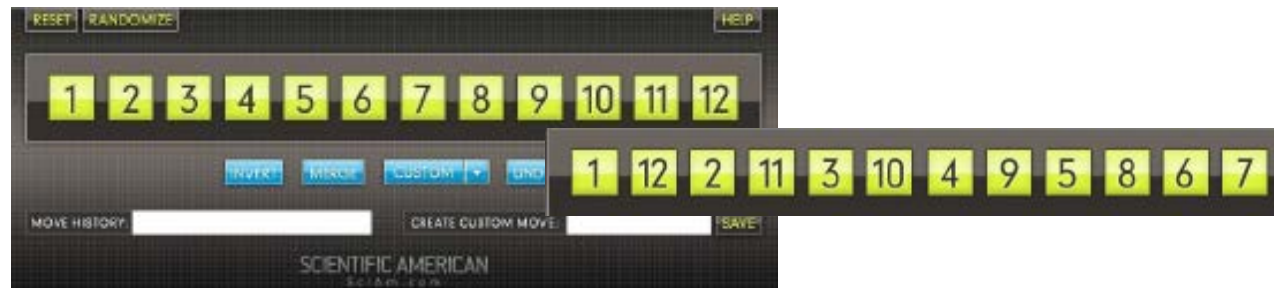 RESET RANDOMIZE HELP
1 2 3 4 5 6 7 8 9 10 11 12
INVERT MERGE CUSTOM
1 12 2 11 3 10 4 9 5 8 6 7
MOVE HISTORY: CREATE CUSTOM MOVE: SAVE
SCIENTIFIC AMERICAN
SciAm.com